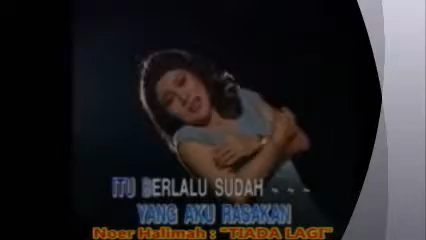 ITU BERLALU SUDAH ~ ~ ~
YANG AKU RASAKAN
Noer Halimah : "TIADA LAGI"